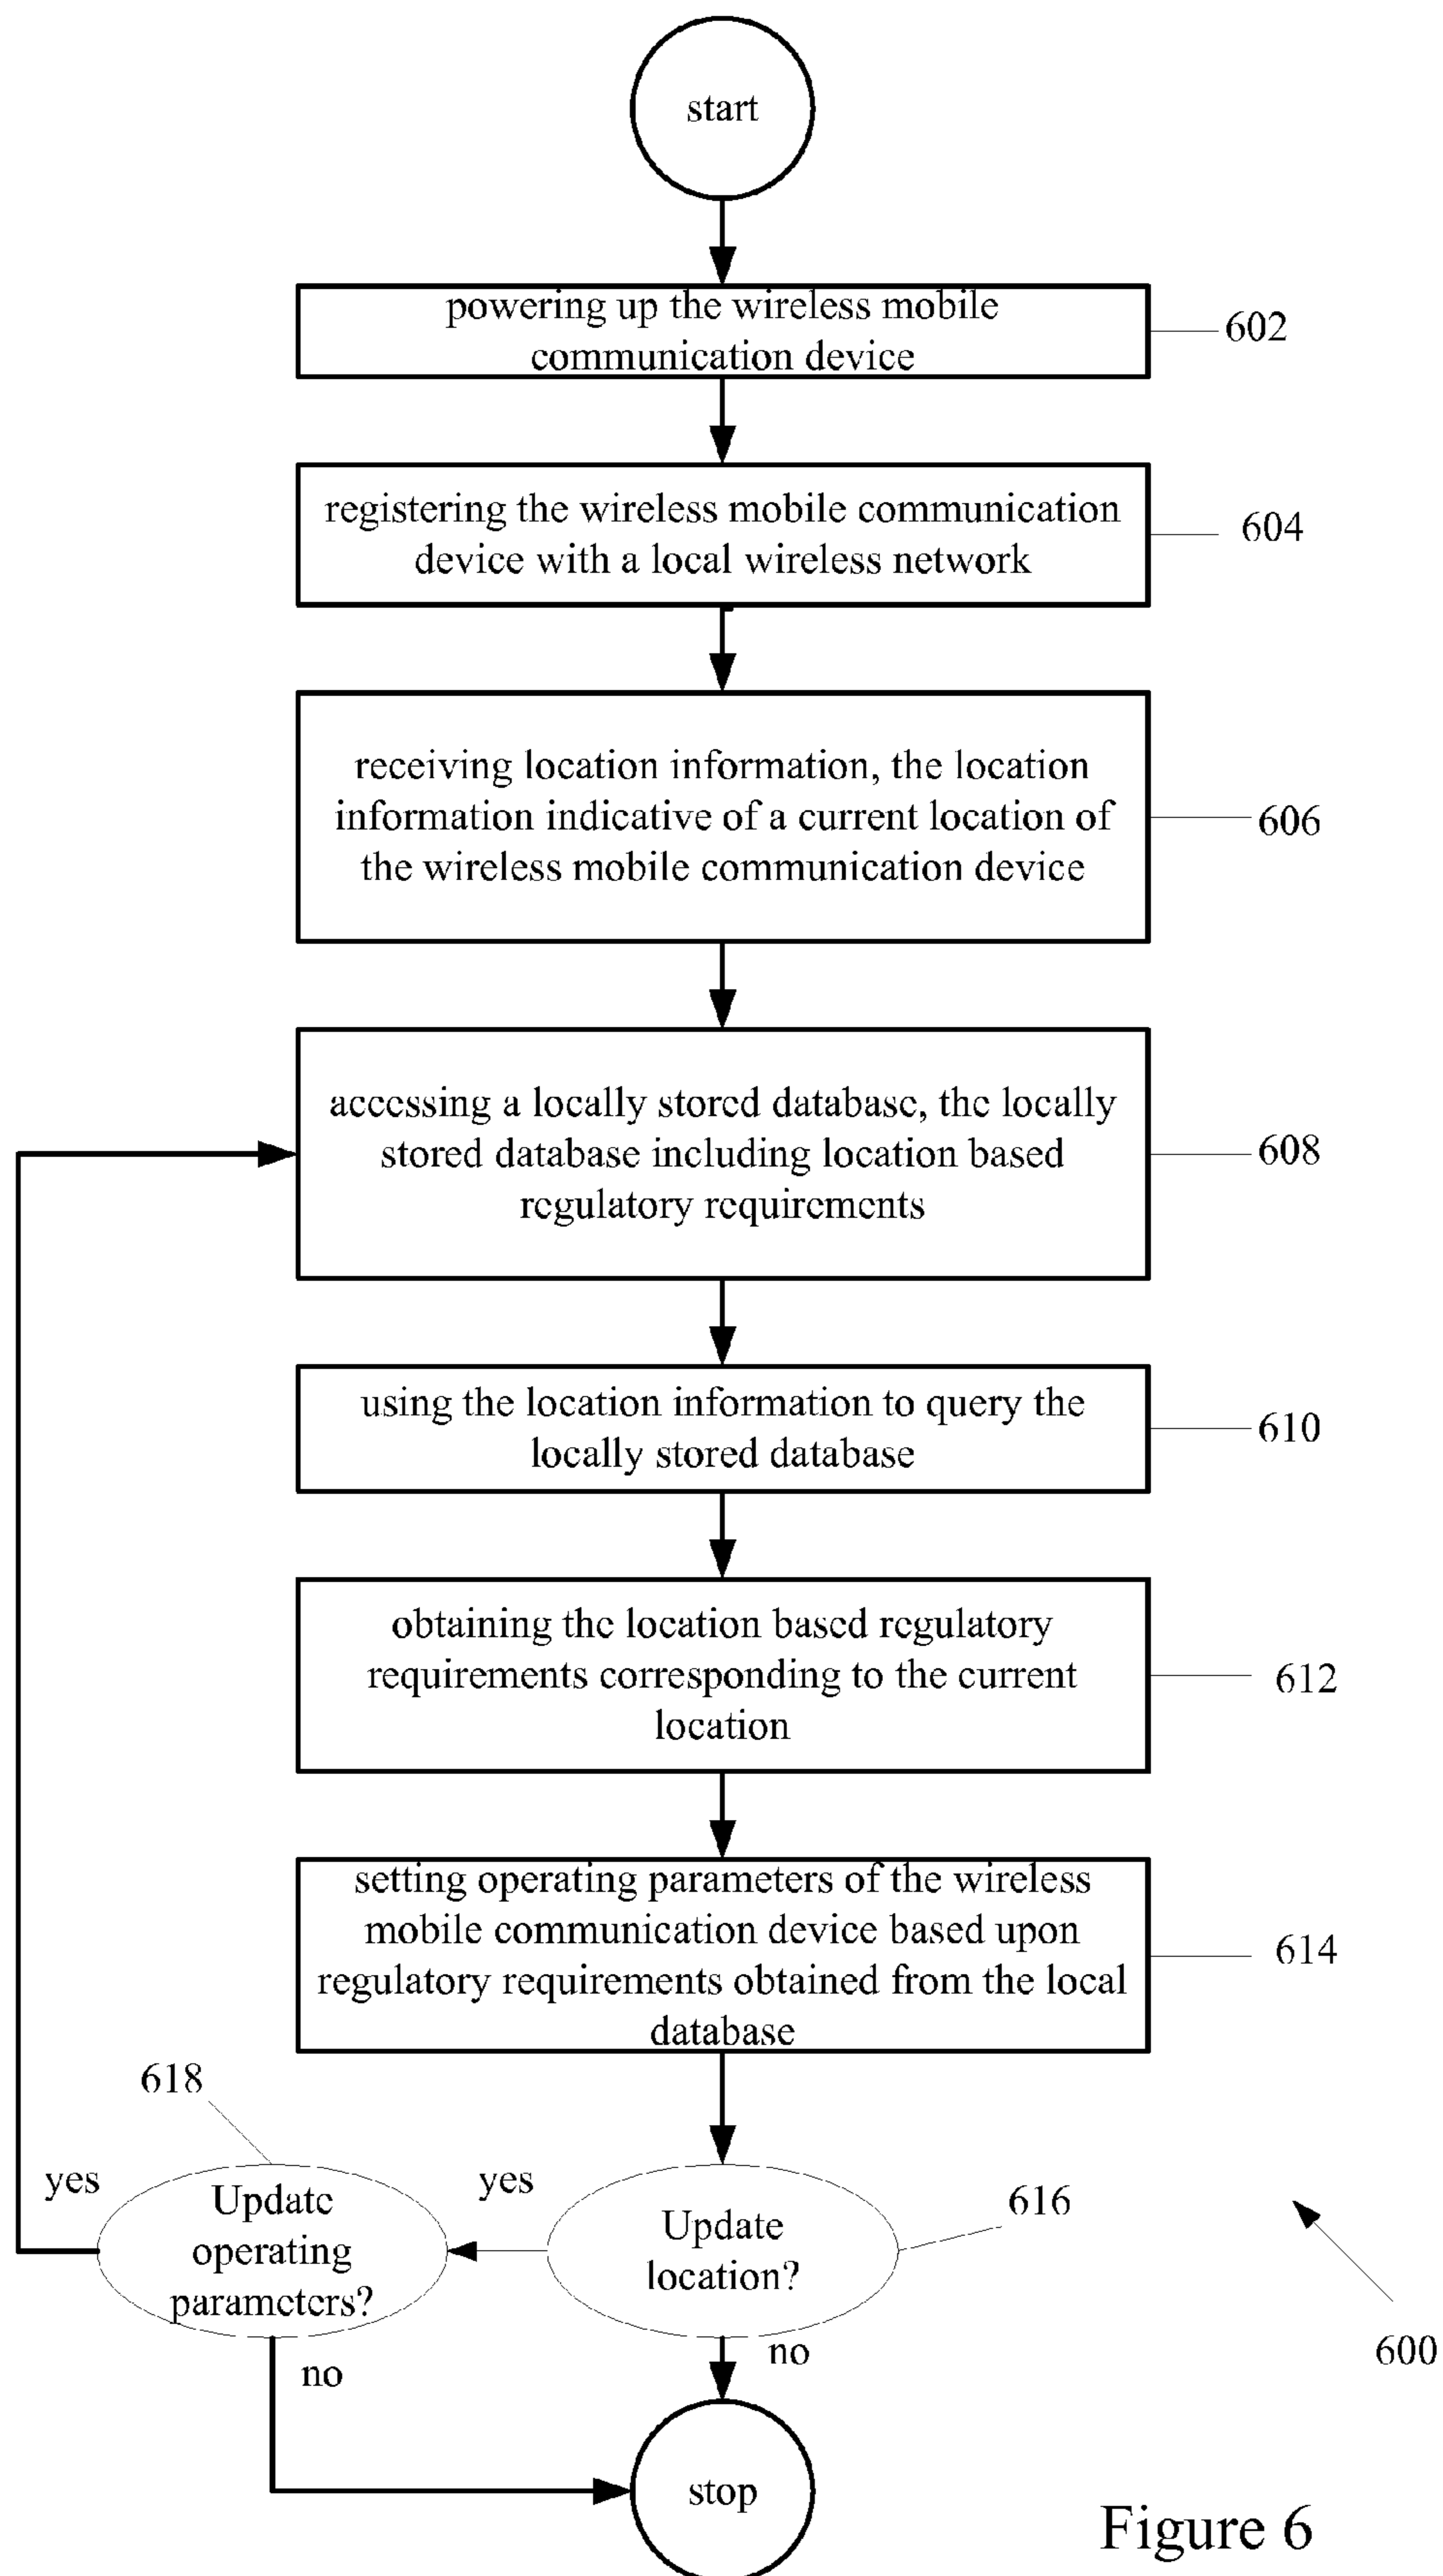 start
powering up the wireless mobile
communication device
602
registering the wireless mobile communication
device with a local wireless network
604
receiving location information, the location
information indicative of a current location of
the wireless mobile communication device
606
accessing a locally stored database, the locally
stored database including location based
regulatory requirements
608
using the location information to query the
locally stored database
610
obtaining the location based regulatory
requirements corresponding to the current
location
612
setting operating parameters of the wireless
mobile communication device based upon
regulatory requirements obtained from the local
database
614
618
yes
Update
operating
parameters?
no
yes
Update
location?
616
no
600
stop
Figure 6